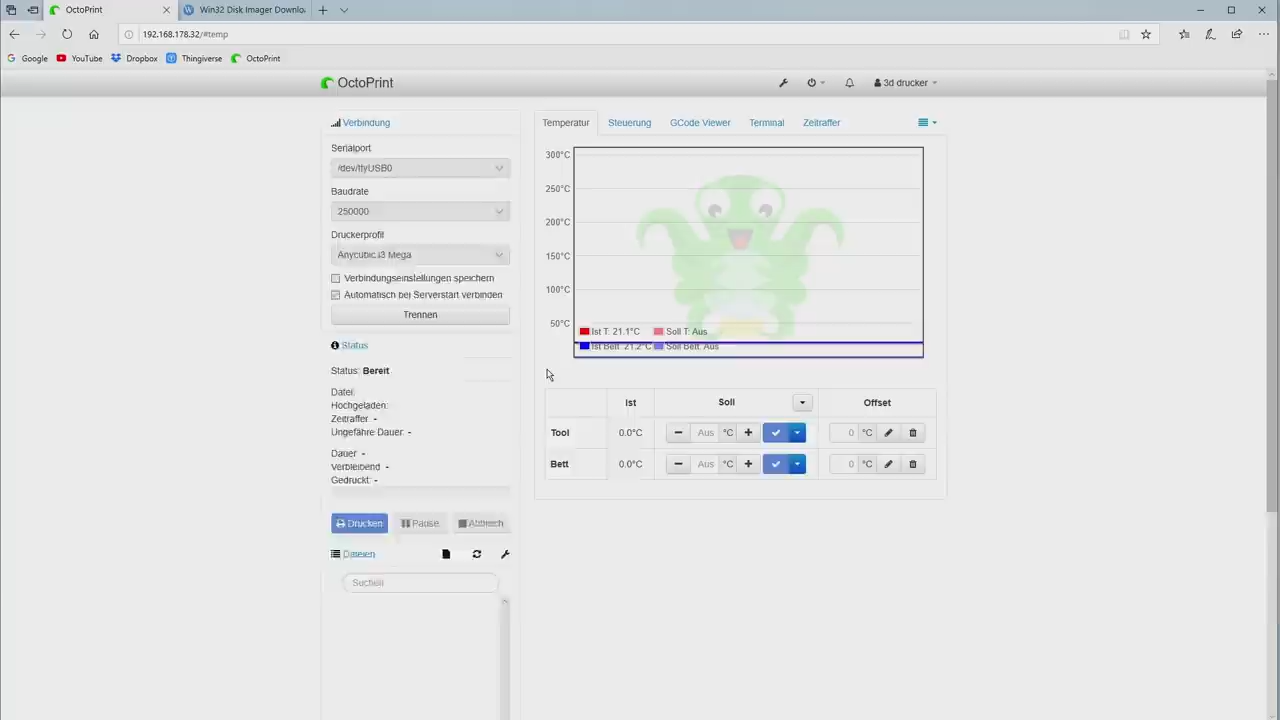 OctoPrint
Win32 Disk Imager Downlo
192.168.178.32/#temp
Google
YouTube
Dropbox
Thingiverse
OctoPrint
OctoPrint
3d drucker
Verbindung
Serialport
/dev/ttyUSB0
Baudrate
250000
Druckerprofil
Anycubic i3 Mega
Verbindungseinstellungen speichern
Automatisch bei Serverstart verbinden
Trennen
Status
Status: Bereit
Datei:
Hochgeladen:
Zeitraffer -
Ungefähre Dauer: -
Dauer -
Verbleibend -
Gedruckt: -
Drucken
Pause
Abbruch
Dateien
Suchen
Temperatur
Steuerung
GCode Viewer
Terminal
Zeitraffer
300°C
250°C
200°C
150°C
100°C
50°C
Ist T: 21.1°C Soll T: Aus
Ist Bett: 21.2°C Soll Bett: Aus
Ist Soll Offset
Tool 0.0°C Aus °C 0 °C
Bett 0.0°C Aus °C 0 °C